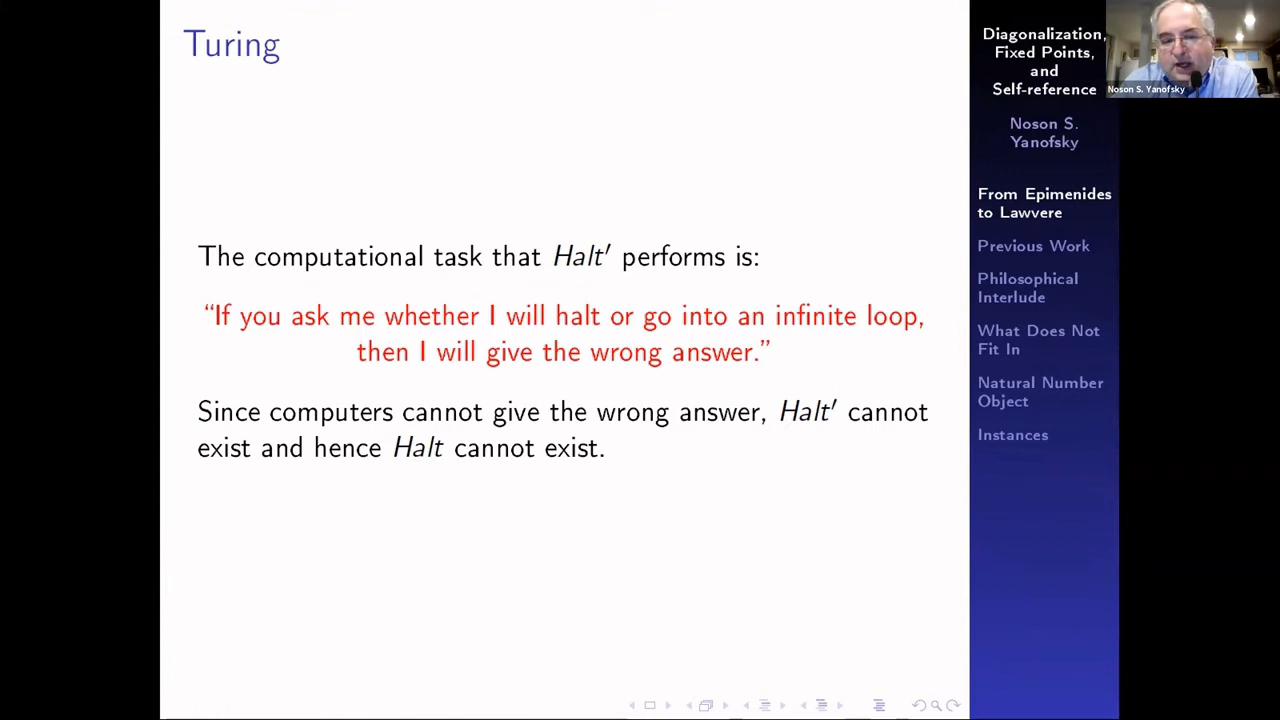 Turing
The computational task that Halt′ performs is:
“If you ask me whether I will halt or go into an infinite loop,
then I will give the wrong answer.”
Since computers cannot give the wrong answer, Halt′ cannot
exist and hence Halt cannot exist.
Diagonalization,
Fixed Points,
and
Self-reference
Noson S.
Yanofsky
From Epimenides
to Lawvere
Previous Work
Philosophical
Interlude
What Does Not
Fit In
Natural Number
Object
Instances
Noson S. Yanofsky